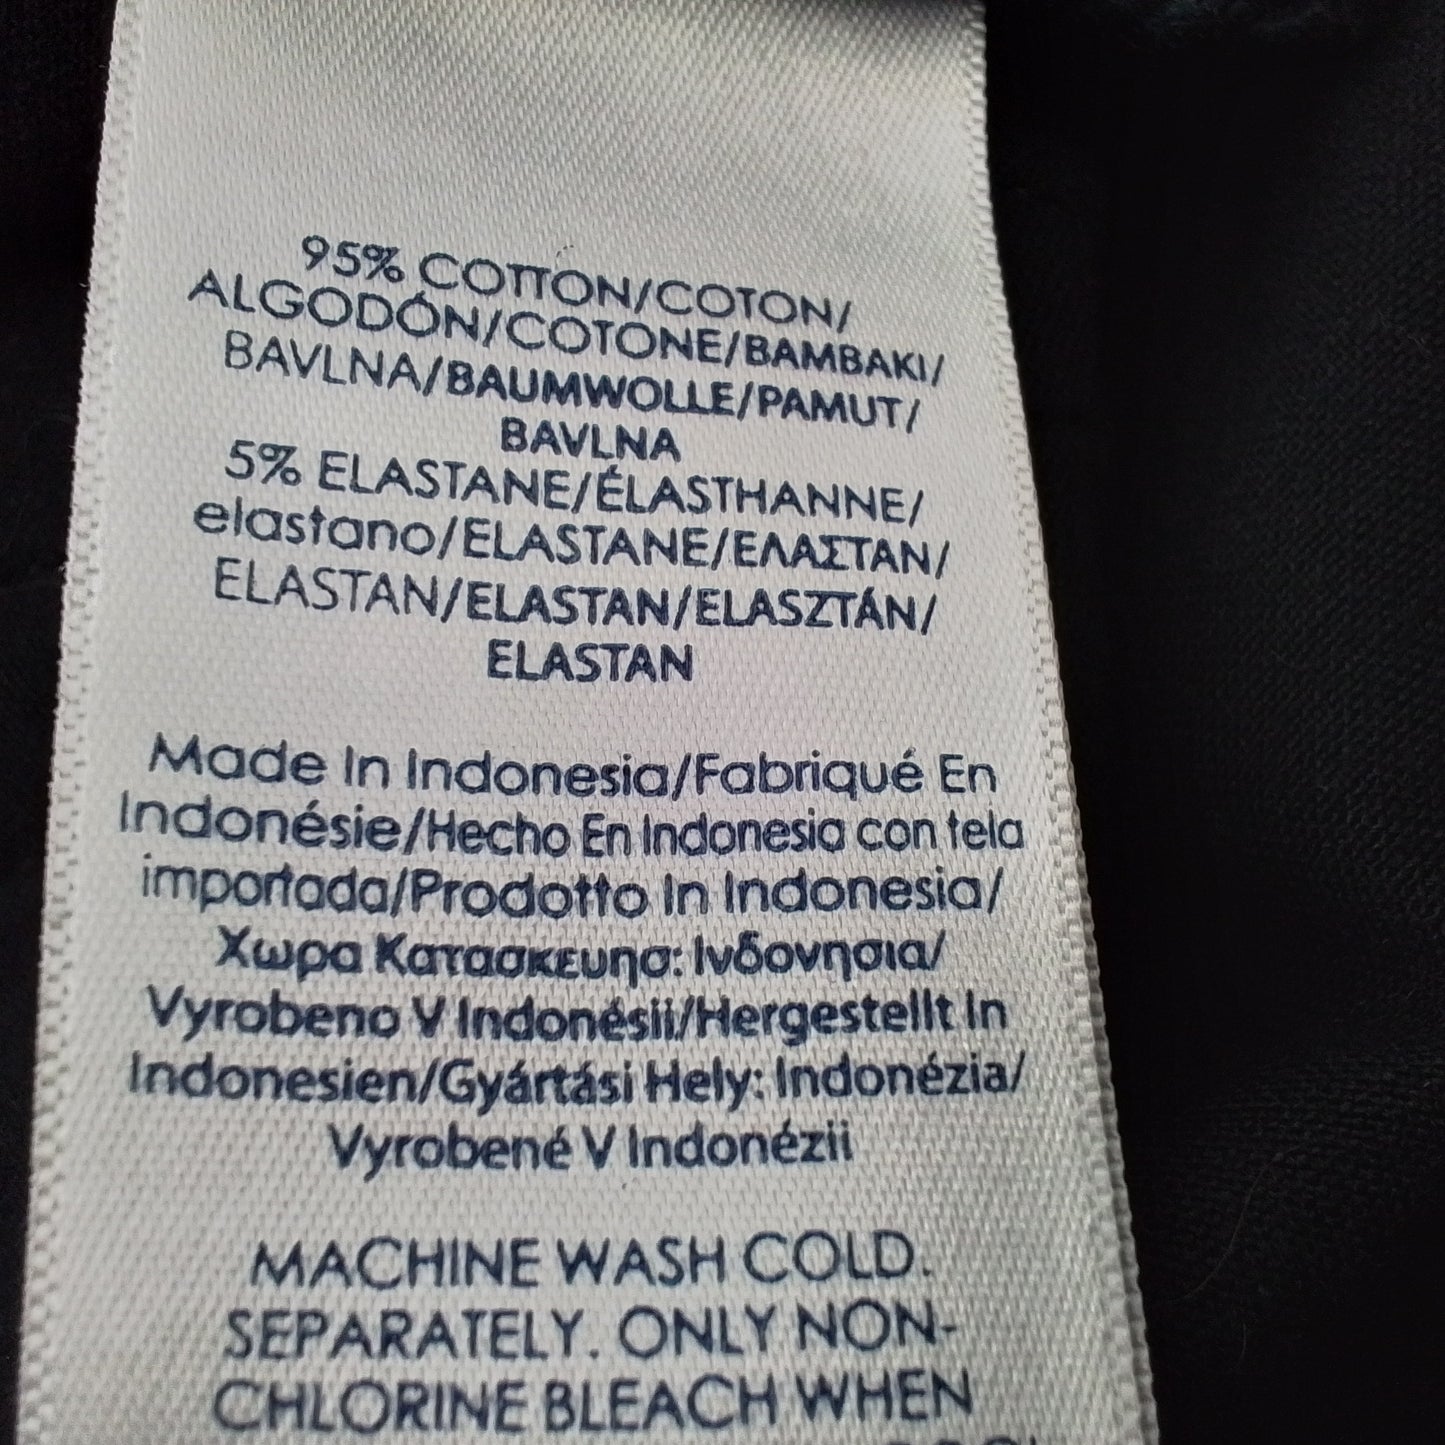 95% COTTON/COTON/
ALGODÓN/COTONE/BAMBAKI/
BAVLNA/BAUMWOLLE/PAMUT/
BAVLNA
5% ELASTANE/ÉLASTHANNE/
elastano/ELASTANE/ΕΛΑΣΤΑΝ/
ELASTAN/ELASTAN/ELASZTÁN/
ELASTAN
Made In Indonesia/Fabriqué En
Indonésie/Hecho En Indonesia con tela
importada/Prodotto In Indonesia/
Χωρα Κατασκευησ: Ινδονησια/
Vyrobeno V Indonésii/Hergestellt In
Indonesien/Gyártási Hely: Indonézia/
Vyrobené V Indonézii
MACHINE WASH COLD.
SEPARATELY. ONLY NON-
CHLORINE BLEACH WHEN